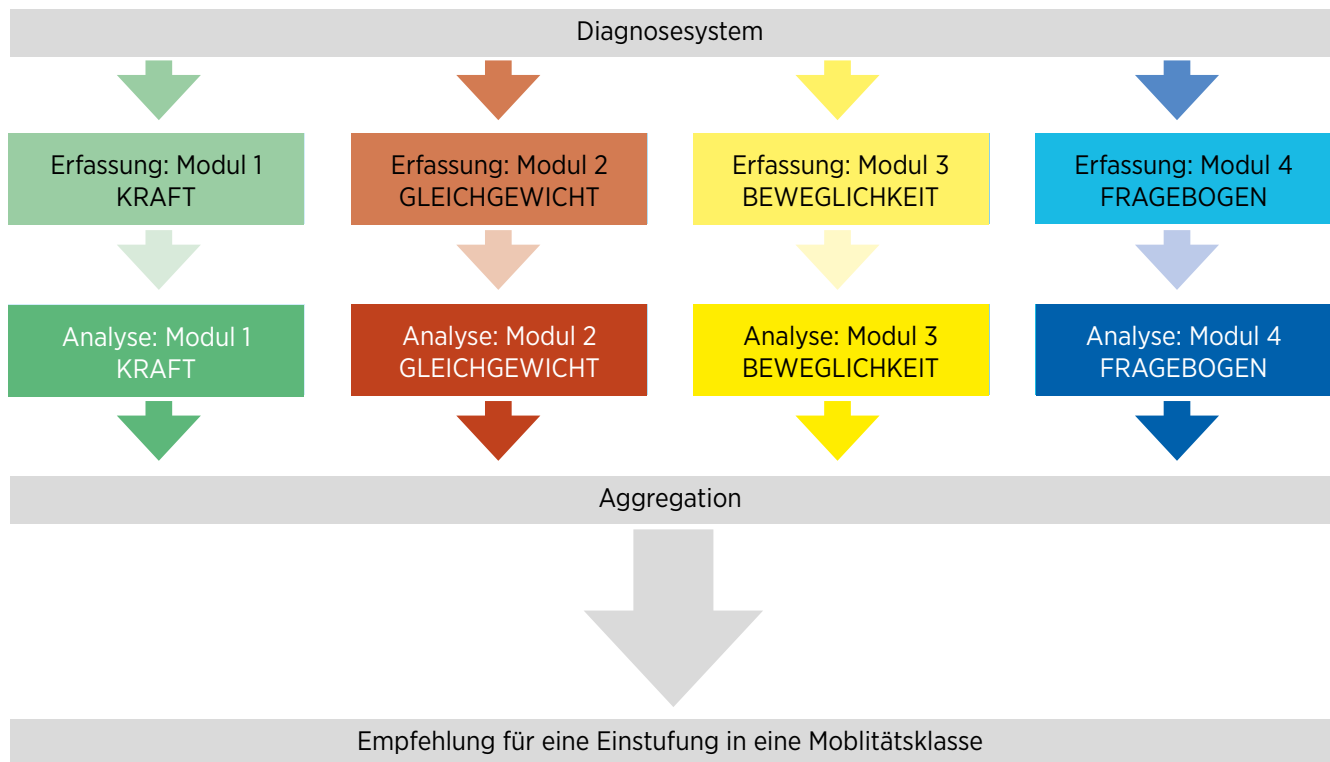 Diagnosesystem
Erfassung: Modul 1
KRAFT
Erfassung: Modul 2
GLEICHGEWICHT
Erfassung: Modul 3
BEWEGLICHKEIT
Erfassung: Modul 4
FRAGEBOGEN
Analyse: Modul 1
KRAFT
Analyse: Modul 2
GLEICHGEWICHT
Analyse: Modul 3
BEWEGLICHKEIT
Analyse: Modul 4
FRAGEBOGEN
Aggregation
Empfehlung für eine Einstufung in eine Moblitätsklasse